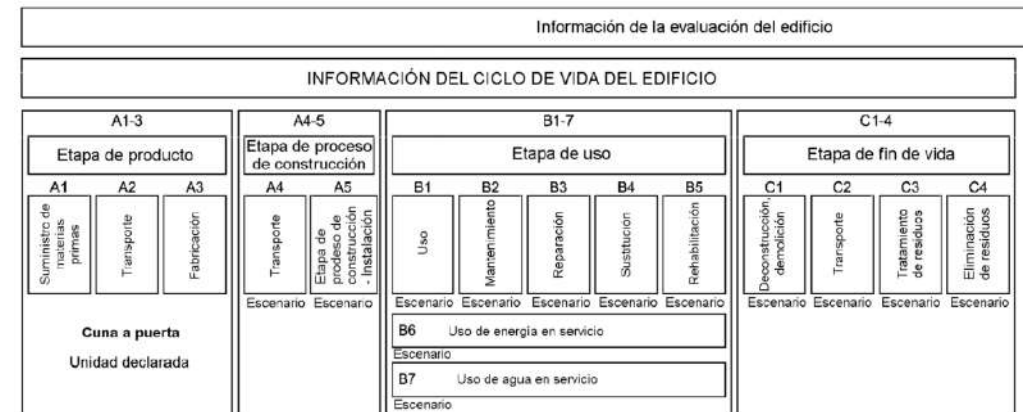 Información de la evaluación del edificio
INFORMACIÓN DEL CICLO DE VIDA DEL EDIFICIO
A1-3
Etapa de producto
A1
A2
A3
Suministro de
materias
primas
Transporte
Fabricación
Cuna a puerta
Unidad declarada
A4-5
Etapa de proceso
de construcción
A4
A5
Transporte
Etapa de
prodeso de
construcción
- Instalación
Escenario
Escenario
B1-7
Etapa de uso
B1
B2
B3
B4
B5
Uso
Mantenimiento
Reparación
Sustitución
Rehabilitación
Escenario
Escenario
Escenario
Escenario
Escenario
B6 Uso de energía en servicio
Escenario
B7 Uso de agua en servicio
Escenario
C1-4
Etapa de fin de vida
C1
C2
C3
C4
Deconstrucción,
demolición
Transporte
Tratamiento
de residuos
Eliminación
de residuos
Escenario
Escenario
Escenario
Escenario